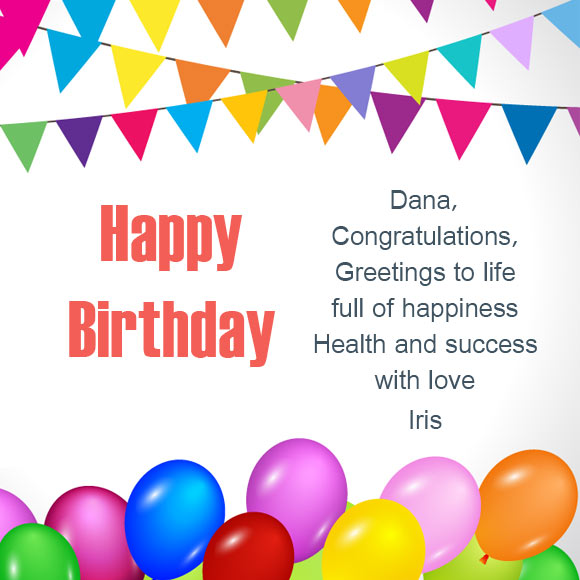 Happy
Birthday
Dana,
Congratulations,
Greetings to life
full of happiness
Health and success
with love
Iris